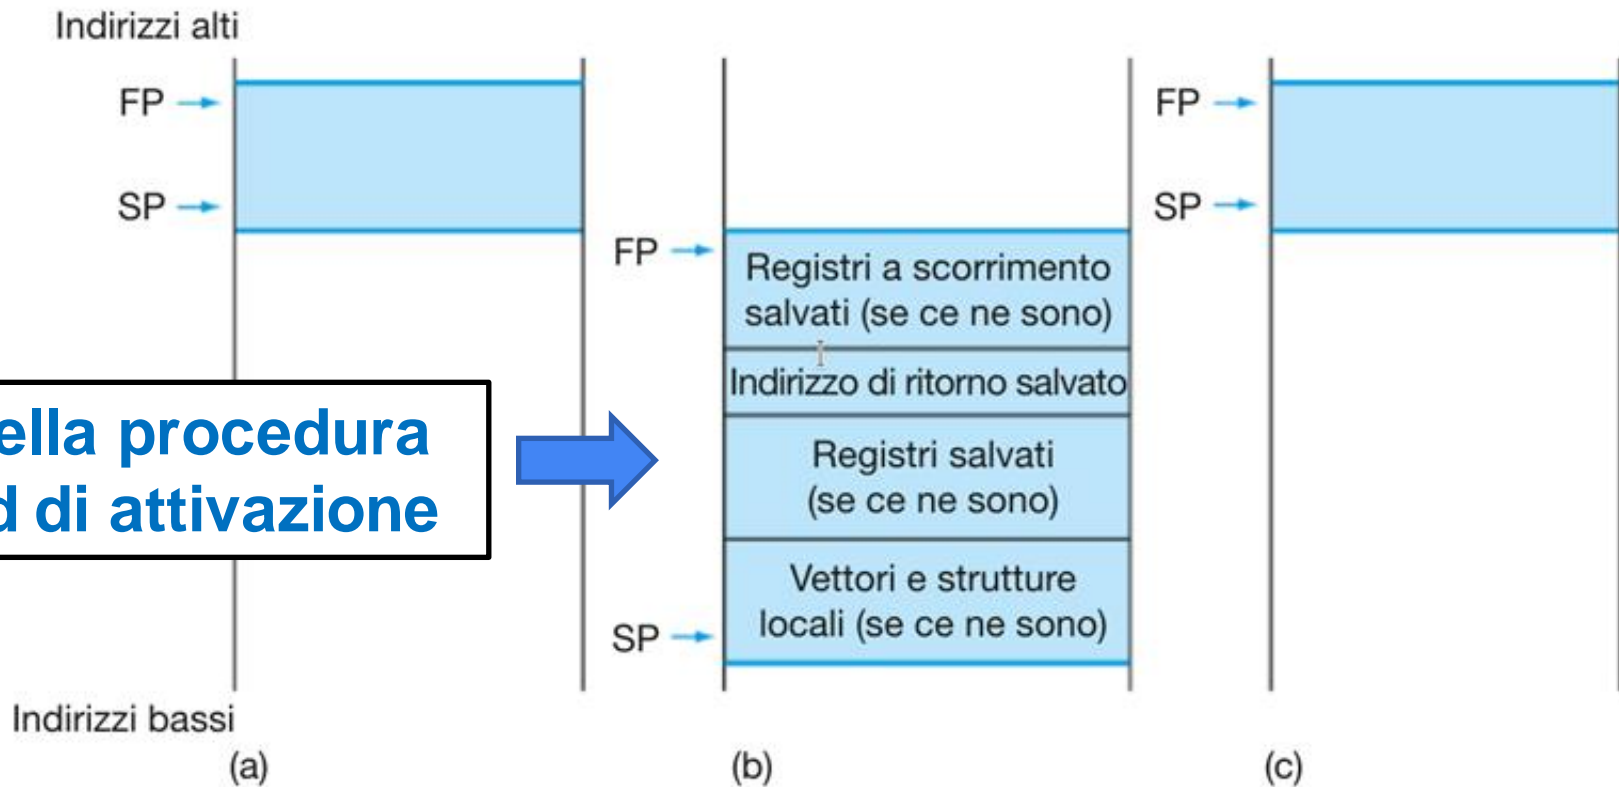 Indirizzi alti
FP
SP
FP
Registri a scorrimento
salvati (se ce ne sono)
Indirizzo di ritorno salvato
Registri salvati
(se ce ne sono)
Vettori e strutture
locali (se ce ne sono)
SP
FP
SP
ella procedura
d di attivazione
Indirizzi bassi
(a)
(b)
(c)